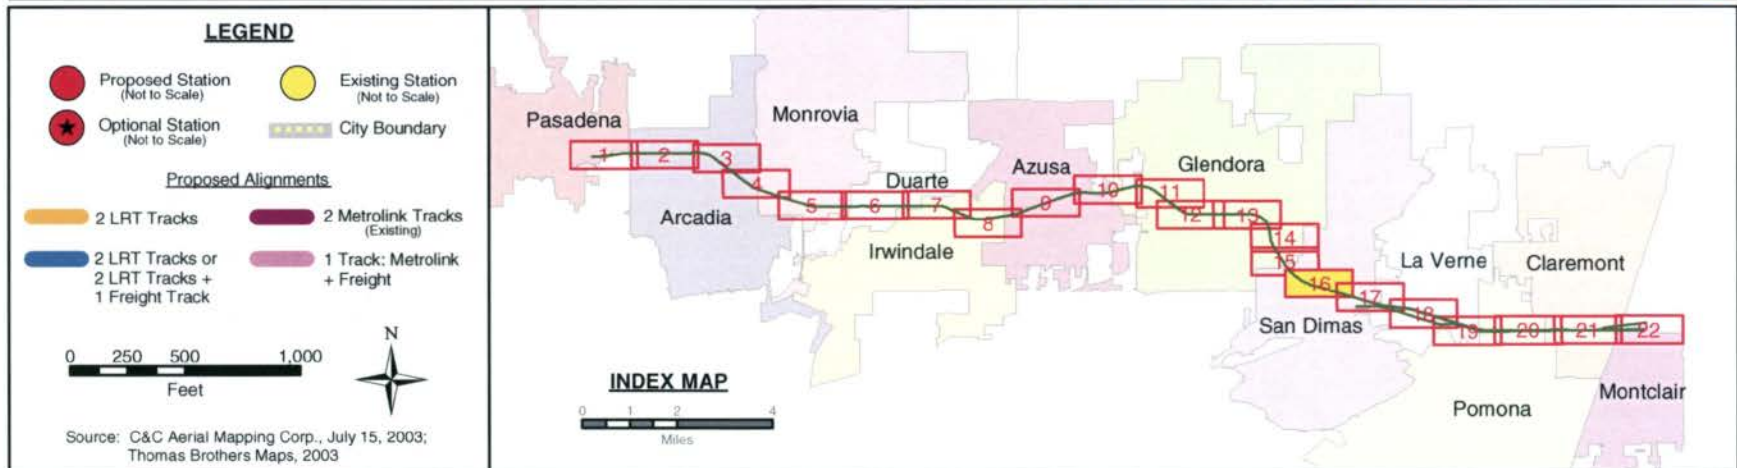 LEGEND
Proposed Station
(Not to Scale)
Existing Station
(Not to Scale)
Optional Station
(Not to Scale)
City Boundary
Proposed Alignments
2 LRT Tracks
2 Metrolink Tracks
(Existing)
2 LRT Tracks or
2 LRT Tracks +
1 Freight Track
1 Track: Metrolink
+ Freight
0 250 500 1,000
Feet
N
Source: C&C Aerial Mapping Corp., July 15, 2003;
Thomas Brothers Maps, 2003
Pasadena
Monrovia
Arcadia
Duarte
Irwindale
Azusa
Glendora
San Dimas
La Verne
Claremont
Pomona
Montclair
1 2 3 4 5 6 7 8 9 10 11 12 13 14 15 16 17 18 19 20 21 22
INDEX MAP
0 1 2 4
Miles